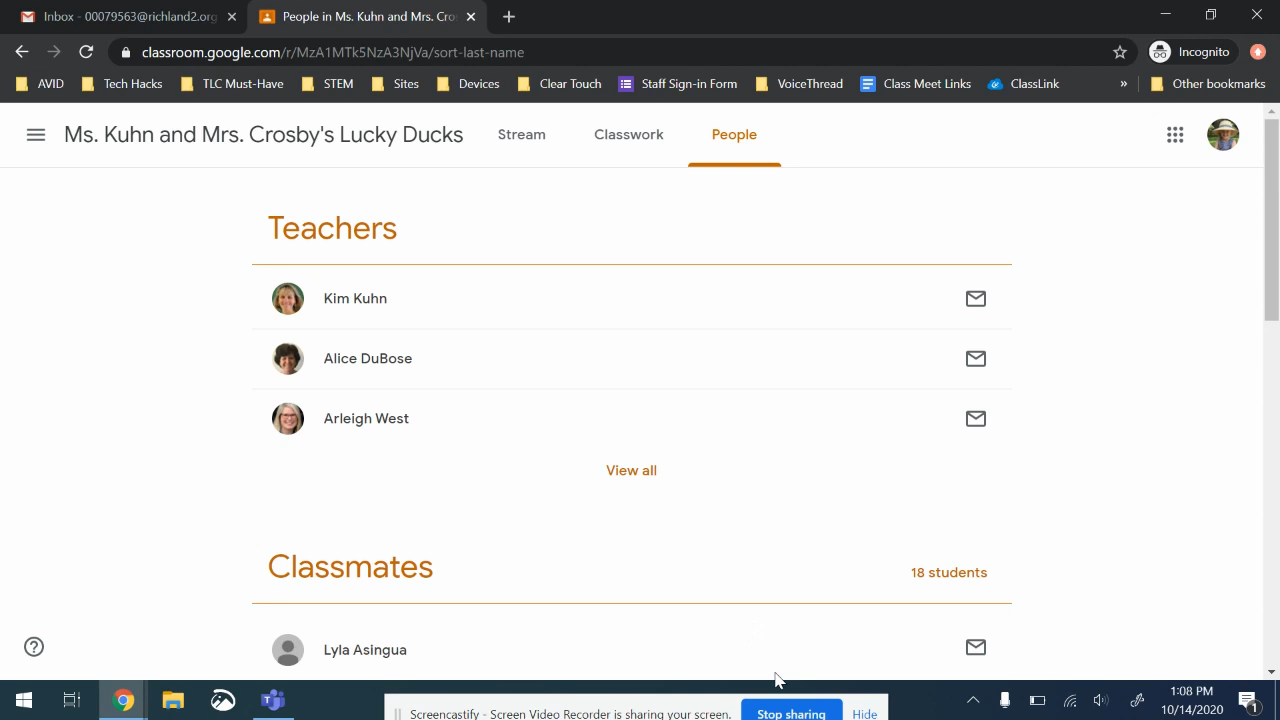 Inbox - 00079563@richland2.org
People in Ms. Kuhn and Mrs. Cros
classroom.google.com/r/MzA1MTk5NzA3NjVa/sort-last-name
Incognito
AVID Tech Hacks TLC Must-Have STEM Sites Devices Clear Touch Staff Sign-in Form VoiceThread Class Meet Links ClassLink » Other bookmarks
Ms. Kuhn and Mrs. Crosby's Lucky Ducks Stream Classwork People
Teachers
Kim Kuhn
Alice DuBose
Arleigh West
View all
Classmates 18 students
Lyla Asingua
1:08 PM
10/14/2020
1
Screencastify - Screen Video Recorder is sharing your screen. Stop sharing Hide